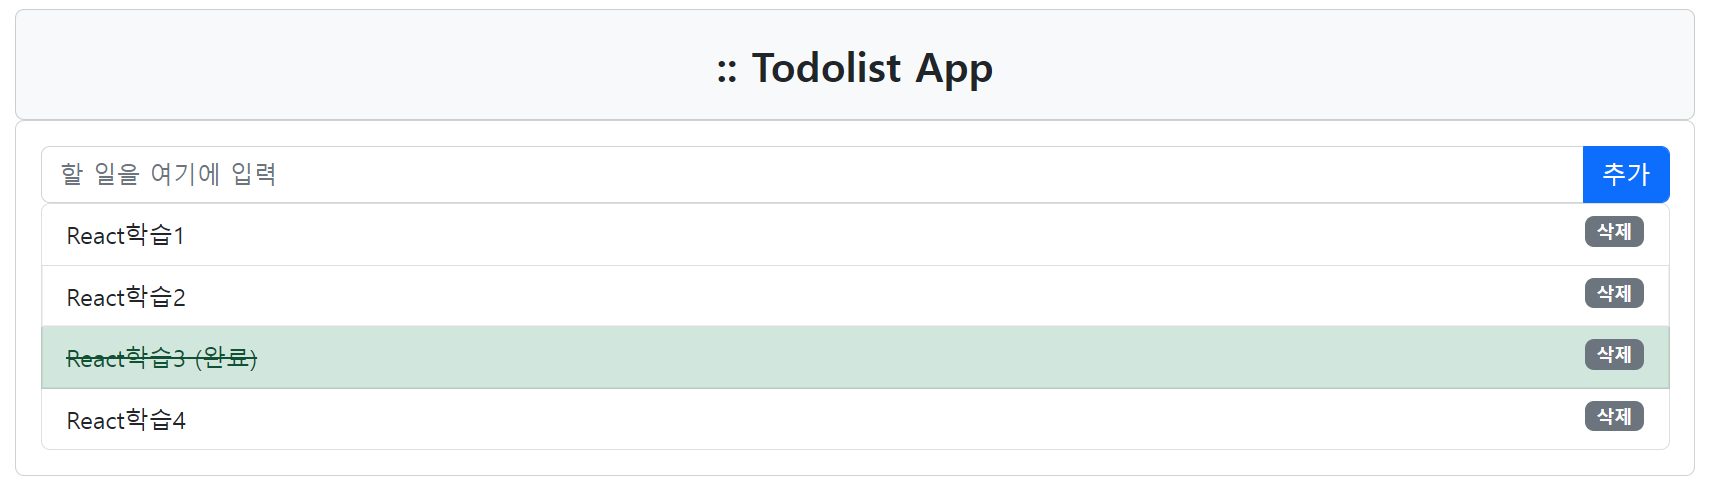 :: Todolist App
할 일을 여기에 입력 추가
React학습1 삭제
React학습2 삭제
React학습3 (완료) 삭제
React학습4 삭제